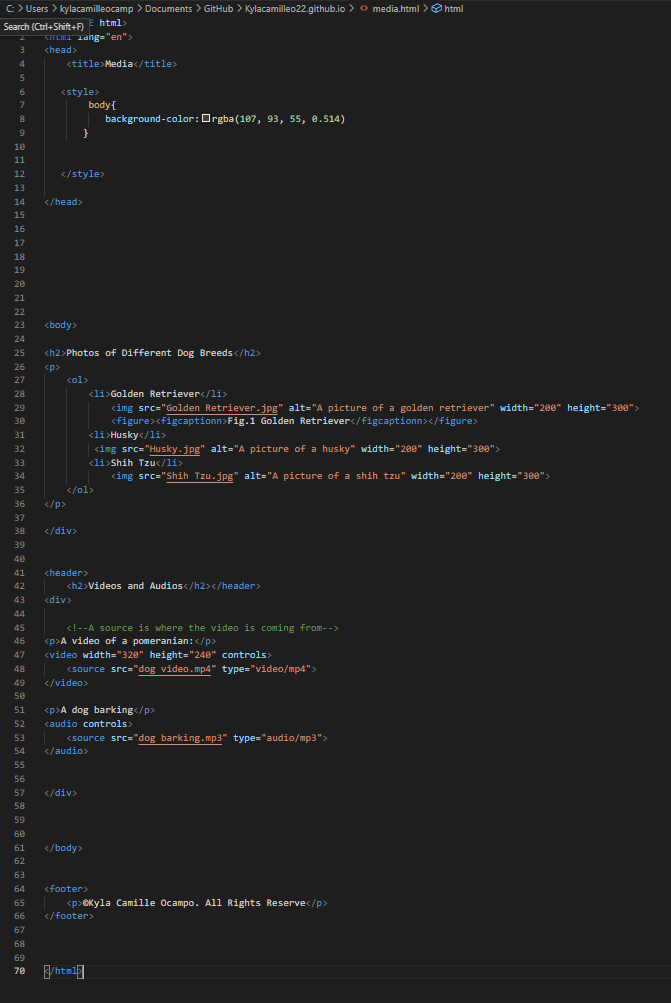 C: > Users > kylacamilleocamp > Documents > GitHub > Kylacamilleo22.github.io > <> media.html > html
Search (Ctrl+Shift+F)
E html>
2 <html lang="en">
3 <head>
4 <title>Media</title>
5
6 <style>
7 body{
8 background-color: rgba(107, 93, 55, 0.514)
9 }
10
11
12 </style>
13
14 </head>
15
16
17
18
19
20
21
22
23 <body>
24
25 <h2>Photos of Different Dog Breeds</h2>
26 <p>
27 <ol>
28 <li>Golden Retriever</li>
29 <img src="Golden Retriever.jpg" alt="A picture of a golden retriever" width="200" height="300">
30 <figure><figcaptionn>Fig.1 Golden Retriever</figcaptionn></figure>
31 <li>Husky</li>
32 <img src="Husky.jpg" alt="A picture of a husky" width="200" height="300">
33 <li>Shih Tzu</li>
34 <img src="Shih Tzu.jpg" alt="A picture of a shih tzu" width="200" height="300">
35 </ol>
36 </p>
37
38 </div>
39
40
41 <header>
42 <h2>Videos and Audios</h2></header>
43 <div>
44
45 <!--A source is where the video is coming from-->
46 <p>A video of a pomeranian:</p>
47 <video width="320" height="240" controls>
48 <source src="dog video.mp4" type="video/mp4">
49 </video>
50
51 <p>A dog barking</p>
52 <audio controls>
53 <source src="dog barking.mp3" type="audio/mp3">
54 </audio>
55
56
57 </div>
58
59
60
61 </body>
62
63
64 <footer>
65 <p>©Kyla Camille Ocampo. All Rights Reserve</p>
66 </footer>
67
68
69
70 </html>